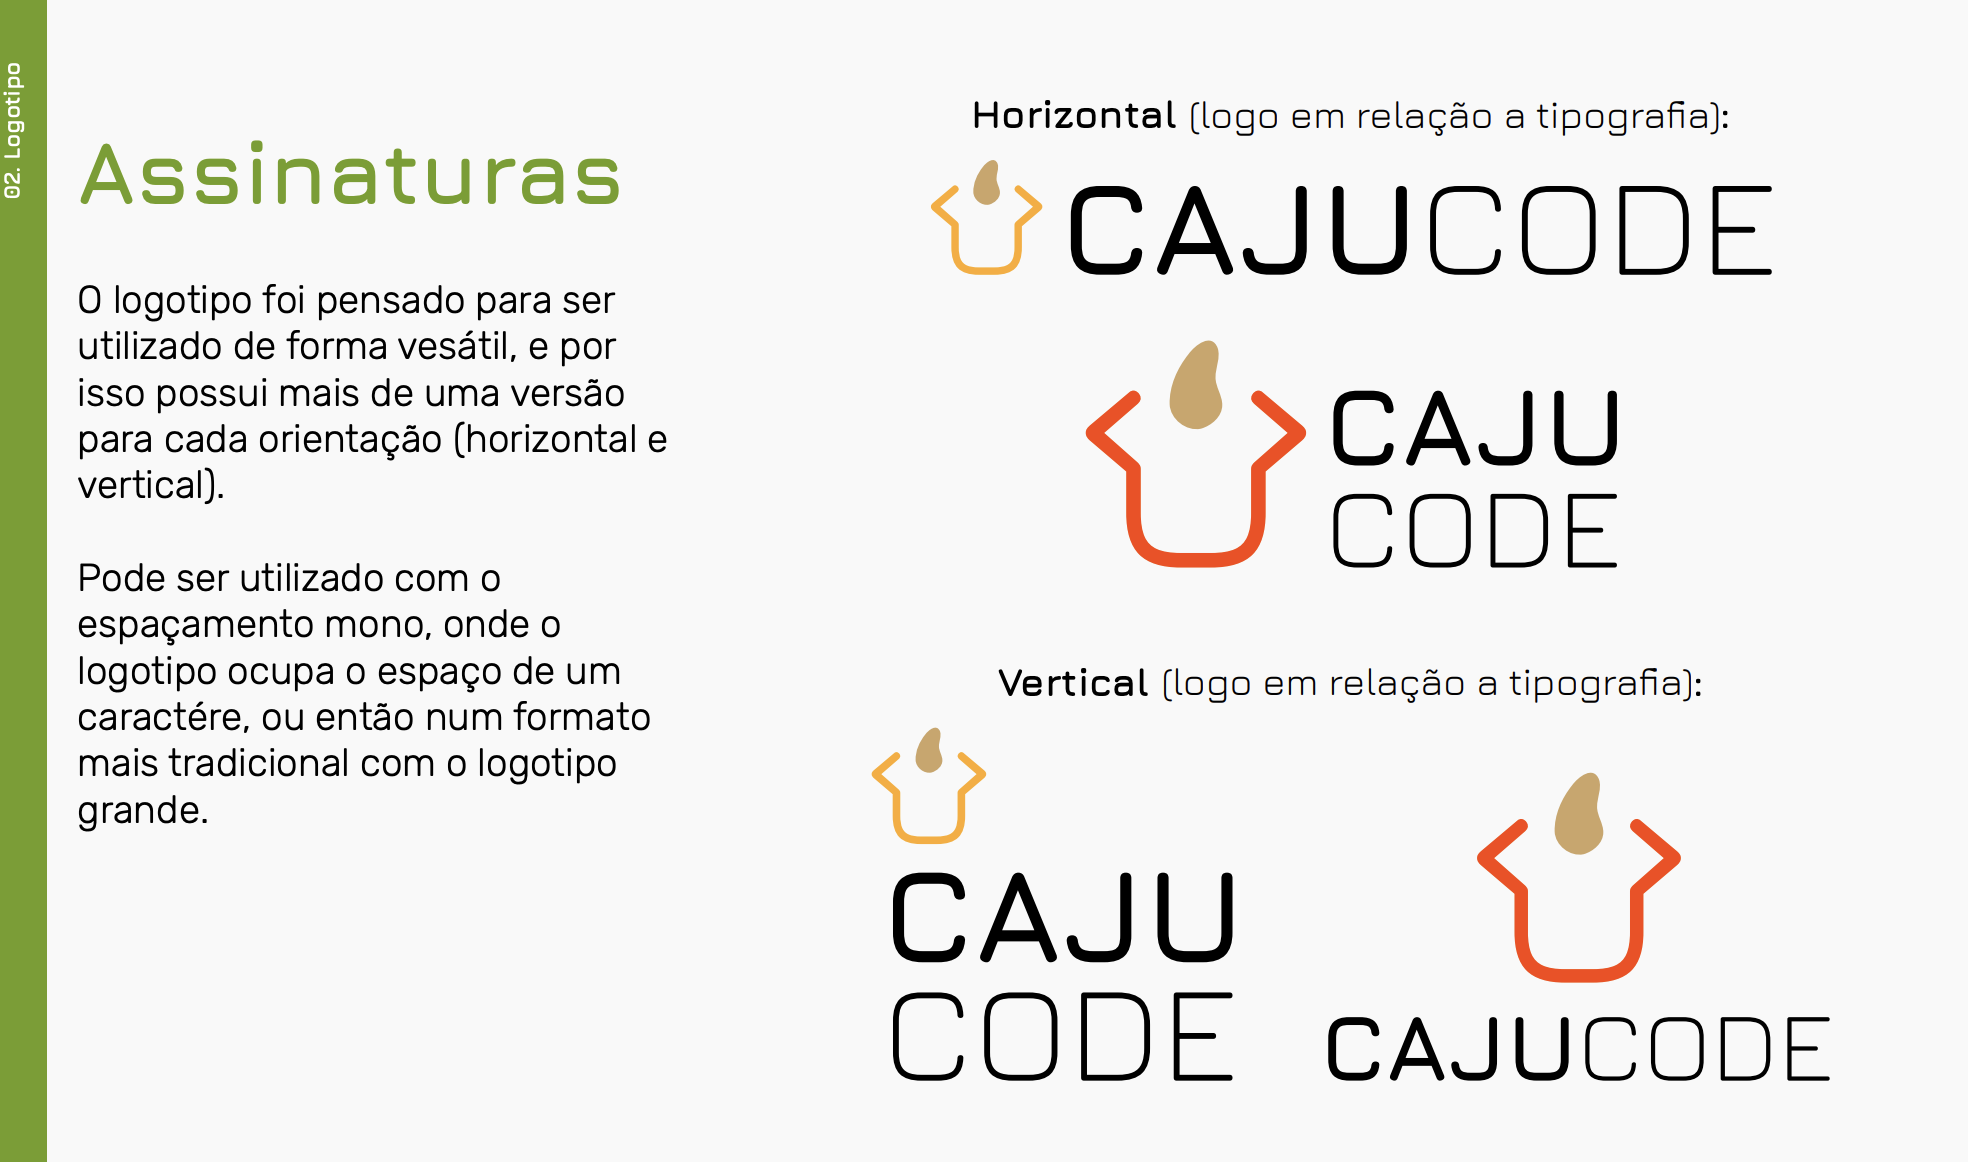 02. Logotipo
Assinaturas
O logotipo foi pensado para ser
utilizado de forma vesátil, e por
isso possui mais de uma versão
para cada orientação (horizontal e
vertical).
Pode ser utilizado com o
espaçamento mono, onde o
logotipo ocupa o espaço de um
caractére, ou então num formato
mais tradicional com o logotipo
grande.
Horizontal (logo em relação a tipografia):
CAJUCODE
CAJU
CODE
Vertical (logo em relação a tipografia):
CAJU
CODE
CAJUCODE